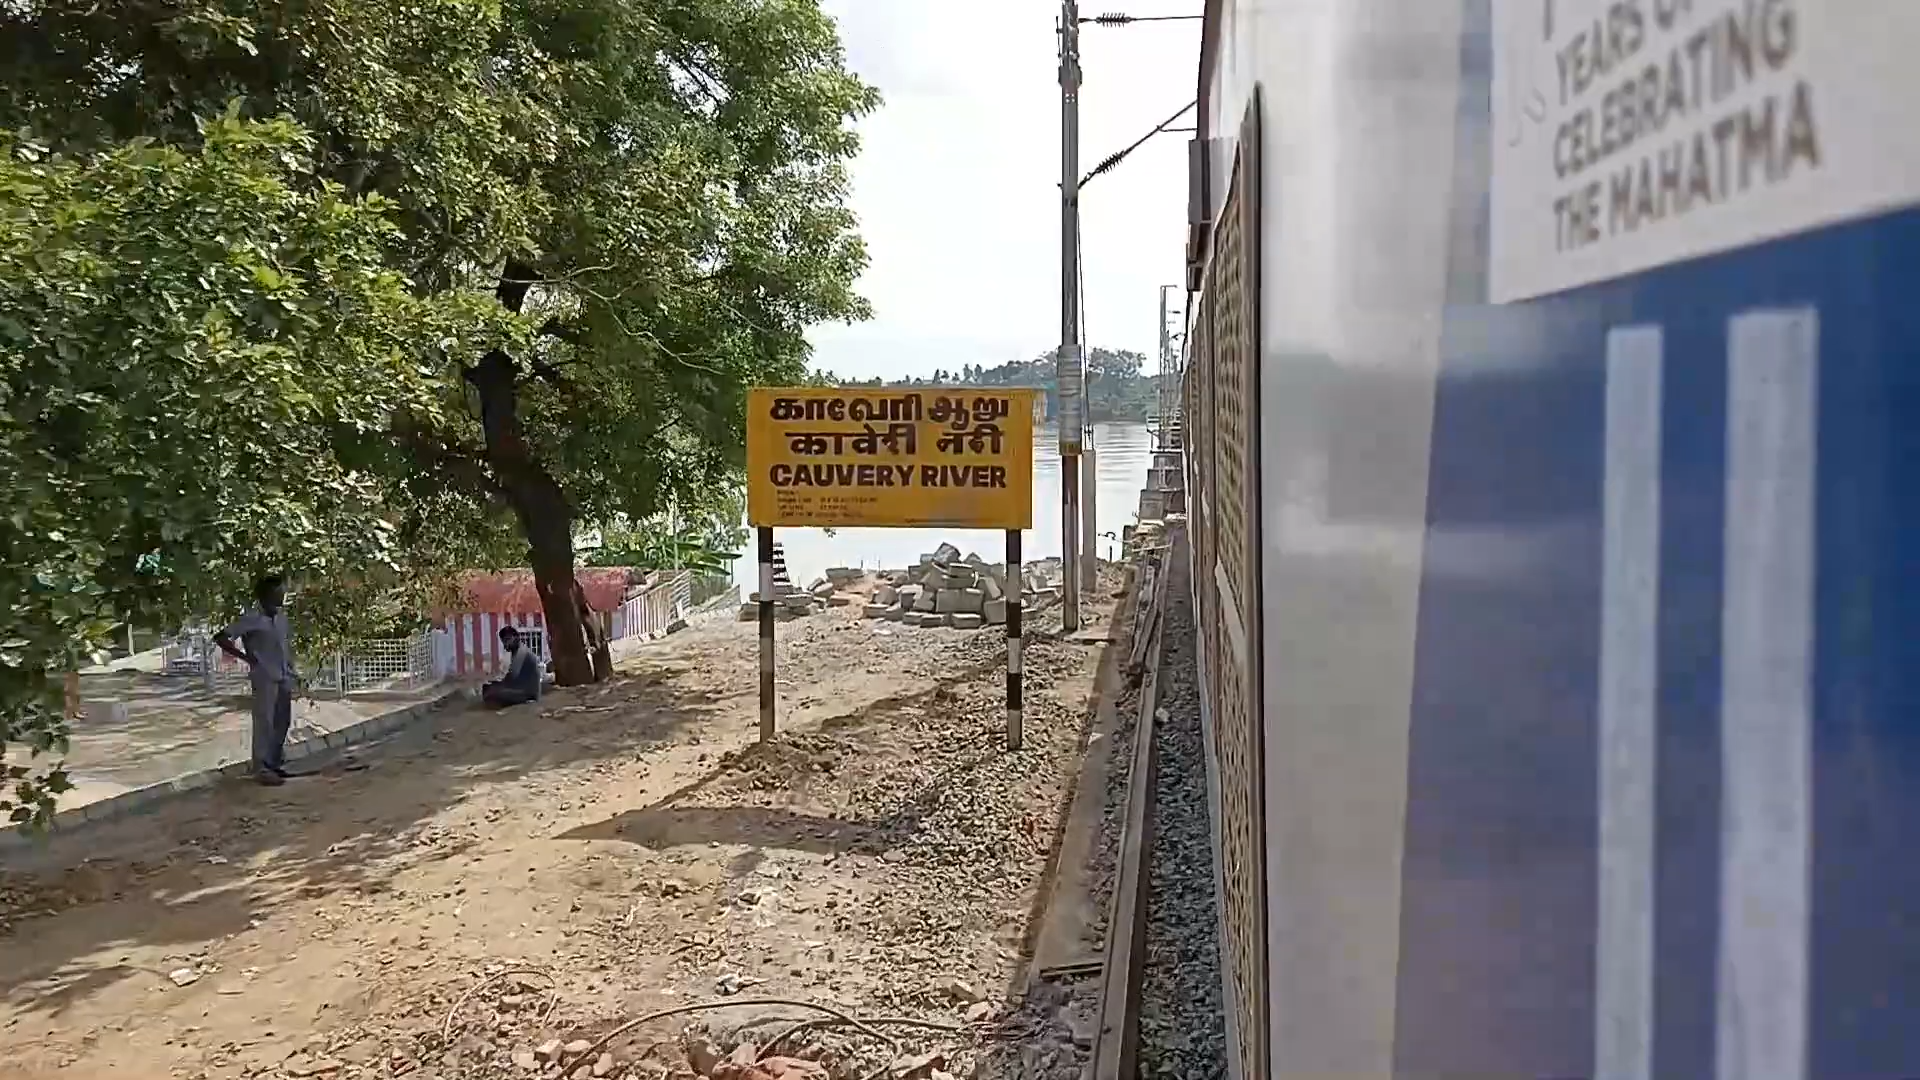 காவேரி ஆறு
कावेरी नदी
CAUVERY RIVER
YEARS OF
CELEBRATING
THE MAHATMA